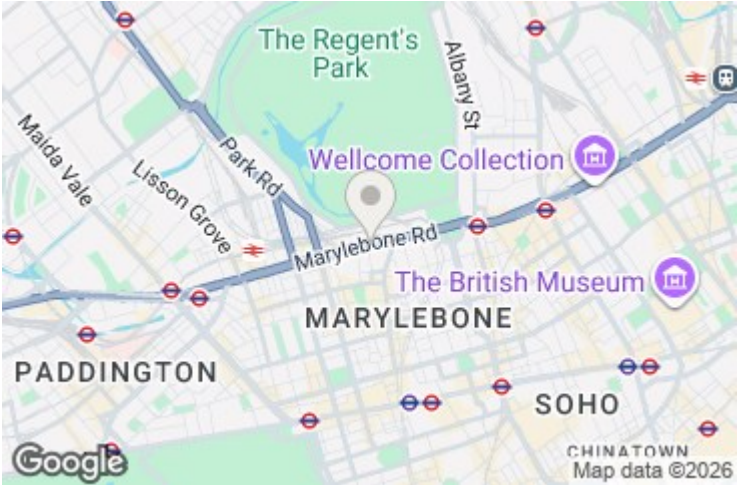 The Regent's
Park
Albany St
Maida Vale
Lisson Grove
Park Rd
Wellcome Collection
Marylebone Rd
The British Museum
MARYLEBONE
PADDINGTON
SOHO
CHINATOWN
Google
Map data ©2026